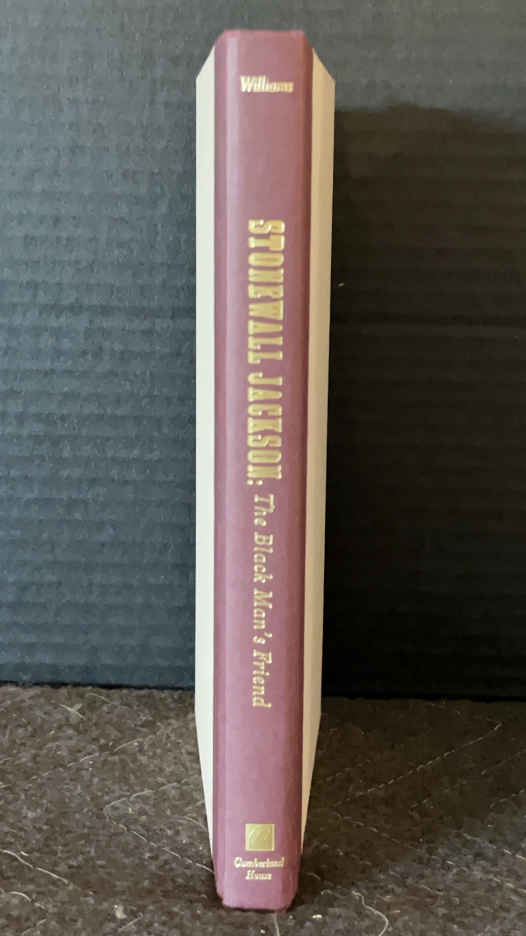 Williams
STONEWALL JACKSON: The Black Man's Friend
Cumberland
House